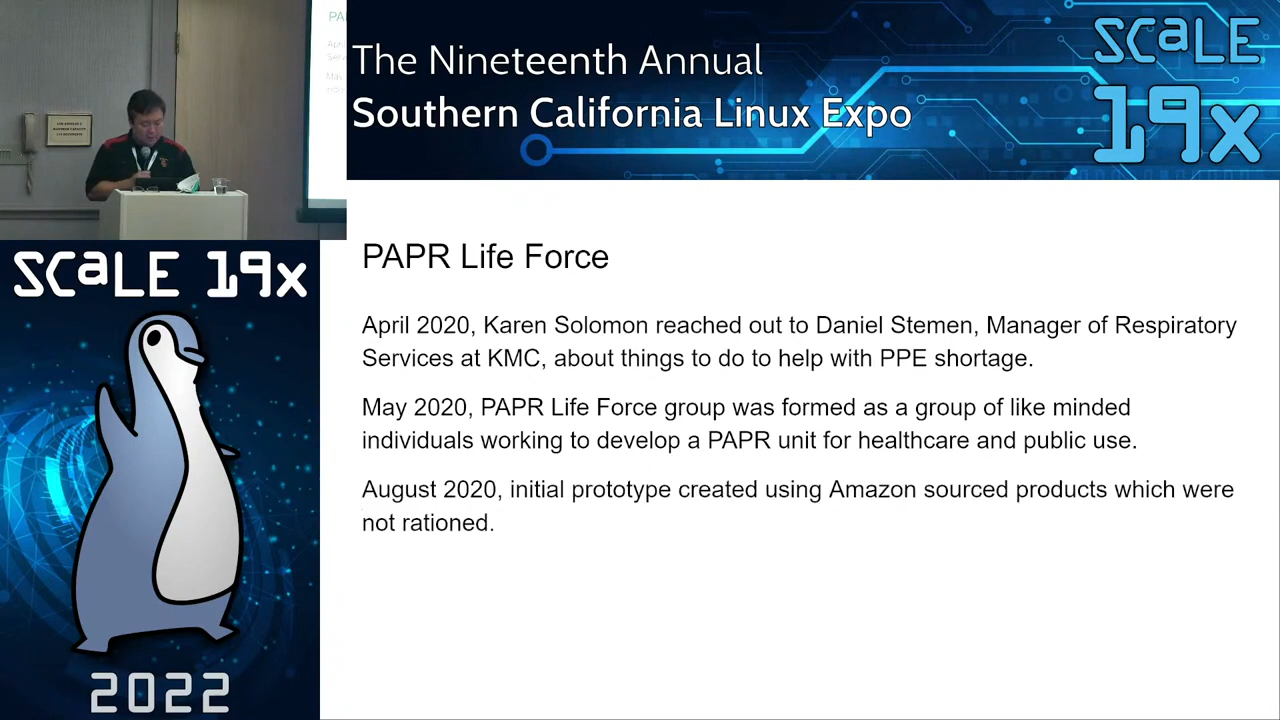 The Nineteenth Annual
Southern California Linux Expo
SCaLE
19x
SCaLE 19x
2022
PAPR Life Force
April 2020, Karen Solomon reached out to Daniel Stemen, Manager of Respiratory
Services at KMC, about things to do to help with PPE shortage.
May 2020, PAPR Life Force group was formed as a group of like minded
individuals working to develop a PAPR unit for healthcare and public use.
August 2020, initial prototype created using Amazon sourced products which were
not rationed.